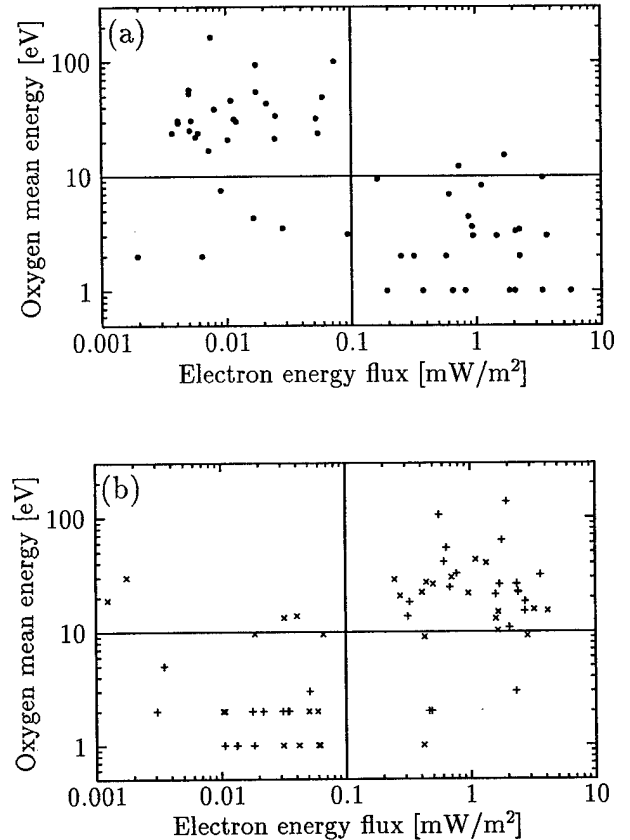 (a)
Oxygen mean energy [eV]
100
10
1
0.001 0.01 0.1 1 10
Electron energy flux [mW/m²]
(b)
Oxygen mean energy [eV]
100
10
1
0.001 0.01 0.1 1 10
Electron energy flux [mW/m²]